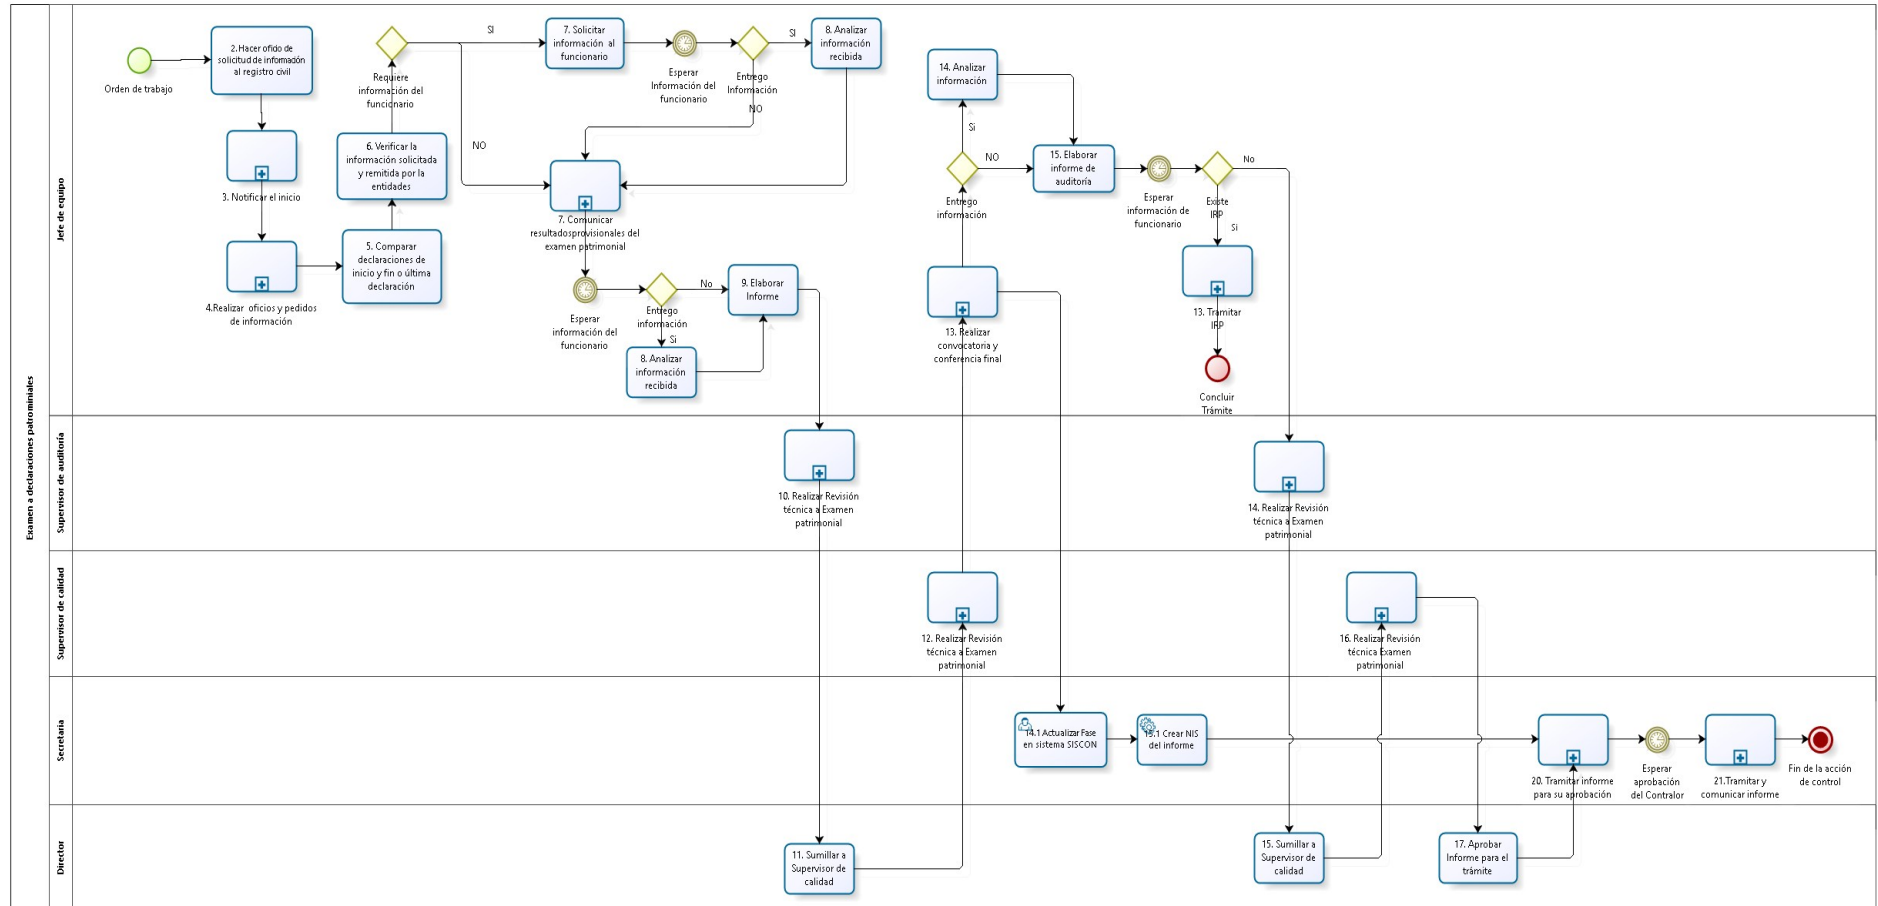 Examen a declaraciones patrominiales
Jefe de equipo
Orden de trabajo
2. Hacer ofido de
solicitud de información
al registro civil
3. Notificar el inicio
4.Realizar oficios y pedidos
de información
5. Comparar
declaraciones de
inicio y fin o última
declaración
6. Verificar la
información solicitada
y remitida por la
entidades
Requiere
información del
funcionario
SI
NO
7. Solicitar
información al
funcionario
Esperar
Información del
funcionario
Entrego
Información
SI
NO
8. Analizar
información
recibida
7. Comunicar
resultadosprovisionales del
examen patrimonial
Esperar
información del
funcionario
Entrego
información
No
Si
8. Analizar
información
recibida
9. Elaborar
Informe
13. Realizar
convocatoria y
conferencia final
Entrego
información
Si
NO
14. Analizar
información
15. Elaborar
informe de
auditoría
Esperar
información de
funcionario
Existe
IRP
No
Si
13. Tramitar
IRP
Concluir
Trámite
Supervisor de auditoría
10. Realizar Revisión
técnica a Examen
patrimonial
14. Realizar Revisión
técnica a Examen
patrimonial
Supervisor de calidad
12. Realizar Revisión
técnica a Examen
patrimonial
16. Realizar Revisión
técnica Examen
patrimonial
Secretaria
14.1 Actualizar Fase
en sistema SISCON
13.1 Crear NIS
del informe
20. Tramitar informe
para su aprobación
Esperar
aprobación
del Contralor
21.Tramitar y
comunicar informe
Fin de la acción
de control
Director
11. Sumillar a
Supervisor de
calidad
15. Sumillar a
Supervisor de
calidad
17. Aprobar
Informe para el
trámite